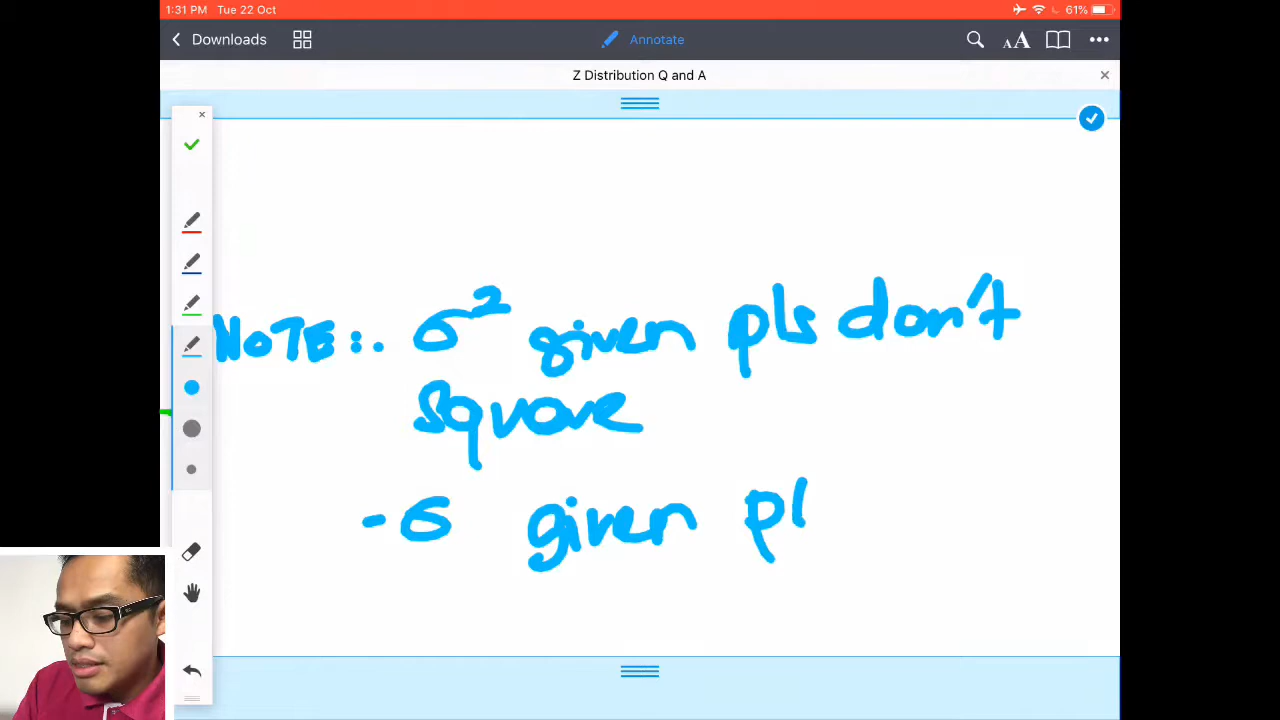 1:31 PM Tue 22 Oct 61%
Downloads Annotate AA
Z Distribution Q and A
NOTE:. σ² given pls don't
square
- σ given pl